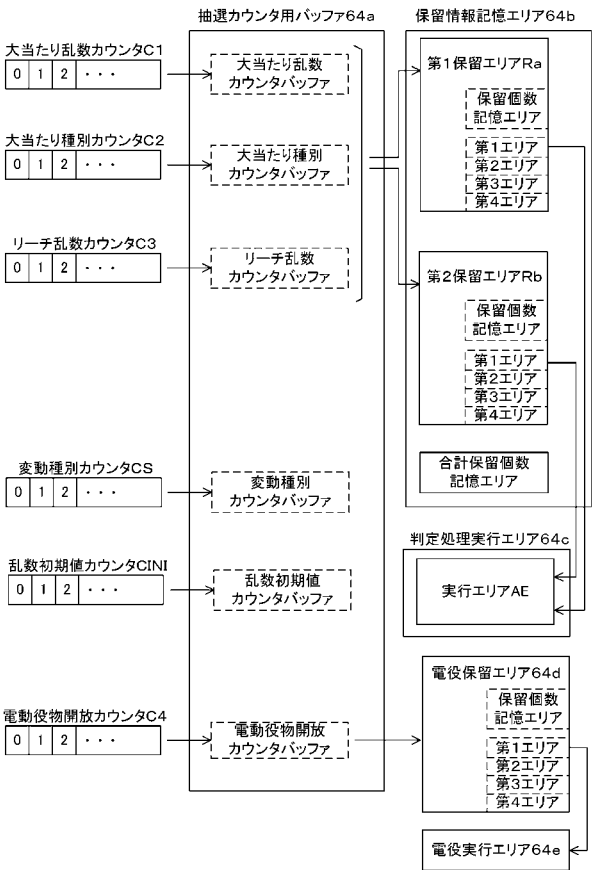 抽選カウンタ用バッファ64a
保留情報記憶エリア64b
大当たり乱数カウンタC1
0 1 2 ・・・
大当たり乱数
カウンタバッファ
第1保留エリアRa
保留個数
記憶エリア
第1エリア
第2エリア
第3エリア
第4エリア
大当たり種別カウンタC2
0 1 2 ・・・
大当たり種別
カウンタバッファ
リーチ乱数カウンタC3
0 1 2 ・・・
リーチ乱数
カウンタバッファ
第2保留エリアRb
保留個数
記憶エリア
第1エリア
第2エリア
第3エリア
第4エリア
合計保留個数
記憶エリア
変動種別カウンタCS
0 1 2 ・・・
変動種別
カウンタバッファ
判定処理実行エリア64c
実行エリアAE
乱数初期値カウンタCINI
0 1 2 ・・・
乱数初期値
カウンタバッファ
電動役物開放カウンタC4
0 1 2 ・・・
電動役物開放
カウンタバッファ
電役保留エリア64d
保留個数
記憶エリア
第1エリア
第2エリア
第3エリア
第4エリア
電役実行エリア64e